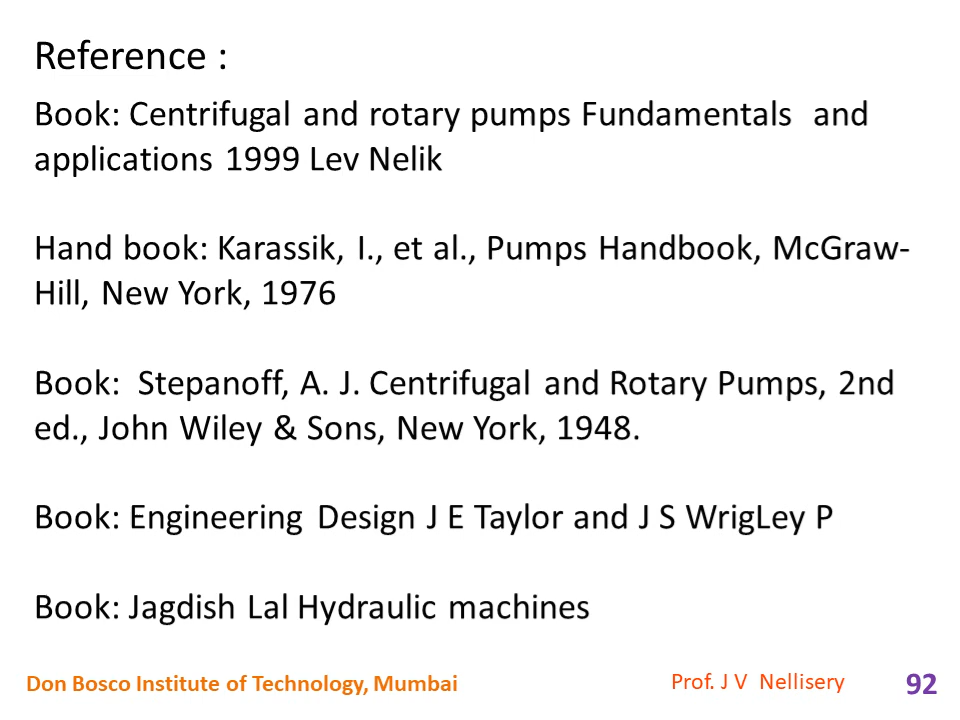 Reference :
Book: Centrifugal and rotary pumps Fundamentals  and
applications 1999 Lev Nelik
Hand book: Karassik, I., et al., Pumps Handbook, McGraw-
Hill, New York, 1976
Book:  Stepanoff, A. J. Centrifugal and Rotary Pumps, 2nd
ed., John Wiley & Sons, New York, 1948.
Book: Engineering Design J E Taylor and J S WrigLey P
Book: Jagdish Lal Hydraulic machines
Don Bosco Institute of Technology, Mumbai
Prof. J V  Nellisery
92